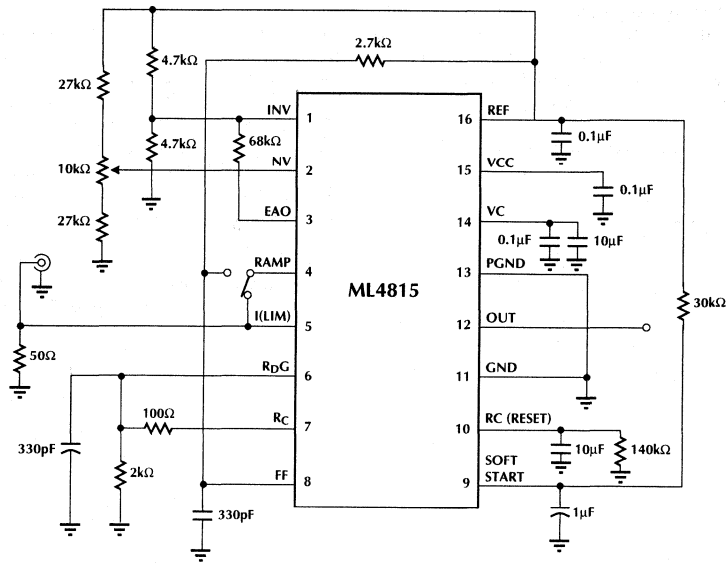 2.7kΩ
4.7kΩ
27kΩ
INV
1
16
REF
0.1µF
4.7kΩ
68kΩ
10kΩ
NV
2
15
VCC
0.1µF
27kΩ
EAO
3
14
VC
0.1µF
10µF
RAMP
4
13
PGND
ML4815
30kΩ
I(LIM)
5
12
OUT
50Ω
RDG
6
11
GND
100Ω
RC
7
10
RC (RESET)
330pF
10µF
140kΩ
2kΩ
FF
8
9
SOFT
START
330pF
1µF